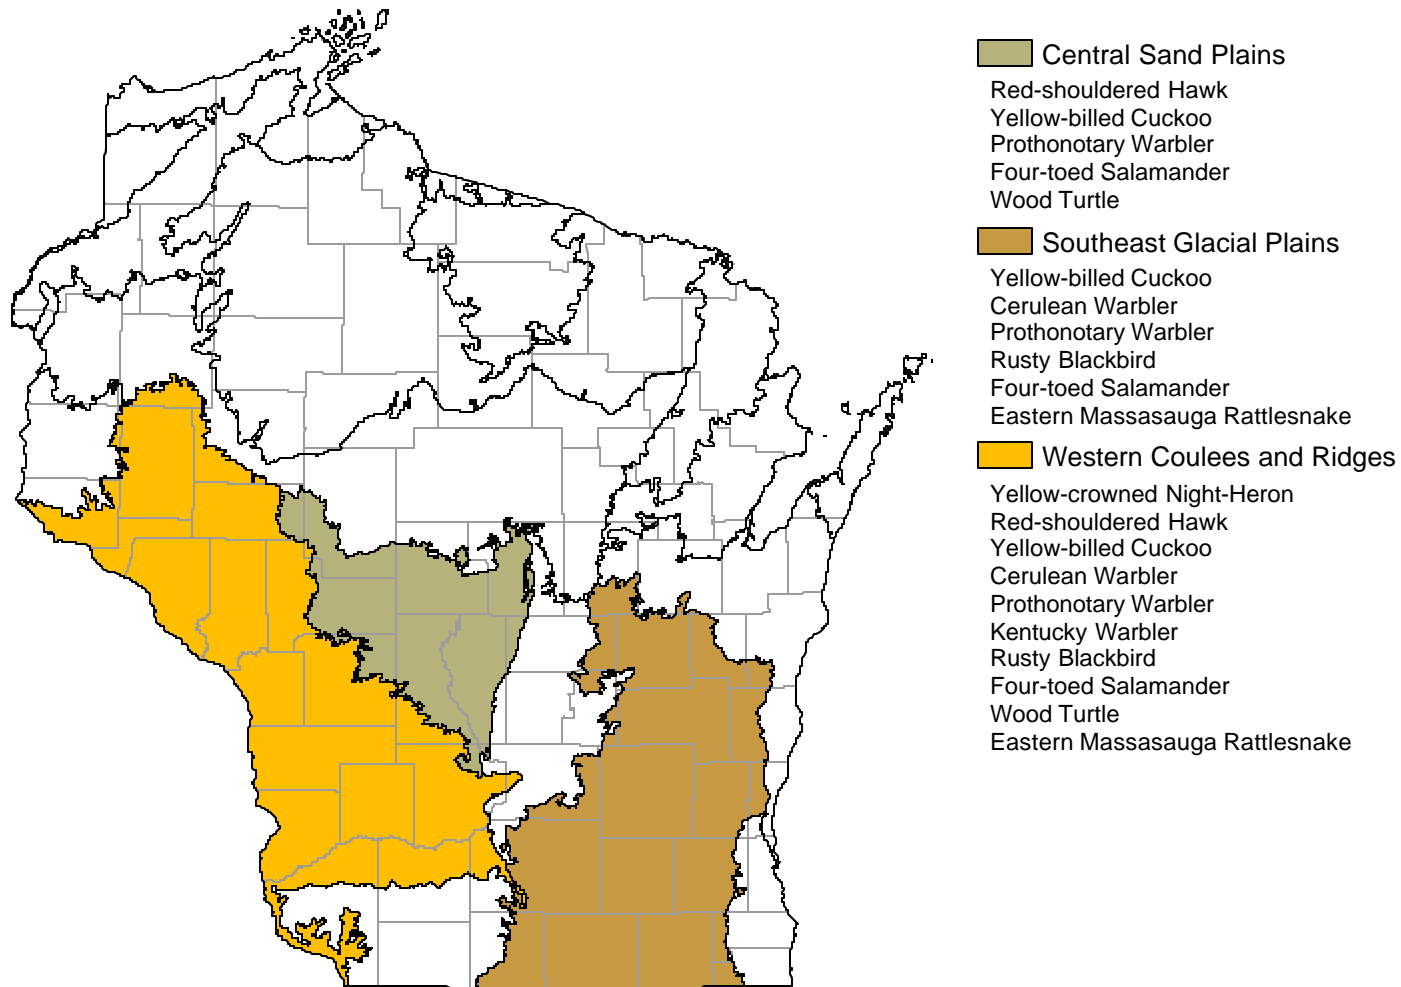 Central Sand Plains
Red-shouldered Hawk
Yellow-billed Cuckoo
Prothonotary Warbler
Four-toed Salamander
Wood Turtle
Southeast Glacial Plains
Yellow-billed Cuckoo
Cerulean Warbler
Prothonotary Warbler
Rusty Blackbird
Four-toed Salamander
Eastern Massasauga Rattlesnake
Western Coulees and Ridges
Yellow-crowned Night-Heron
Red-shouldered Hawk
Yellow-billed Cuckoo
Cerulean Warbler
Prothonotary Warbler
Kentucky Warbler
Rusty Blackbird
Four-toed Salamander
Wood Turtle
Eastern Massasauga Rattlesnake